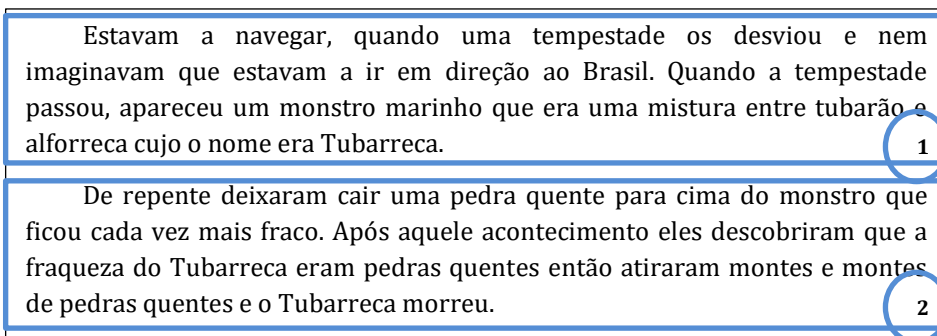 Estavam a navegar, quando uma tempestade os desviou e nem
imaginavam que estavam a ir em direção ao Brasil. Quando a tempestade
passou, apareceu um monstro marinho que era uma mistura entre tubarão e
alforreca cujo o nome era Tubarreca.
1
De repente deixaram cair uma pedra quente para cima do monstro que
ficou cada vez mais fraco. Após aquele acontecimento eles descobriram que a
fraqueza do Tubarreca eram pedras quentes então atiraram montes e montes
de pedras quentes e o Tubarreca morreu.
2